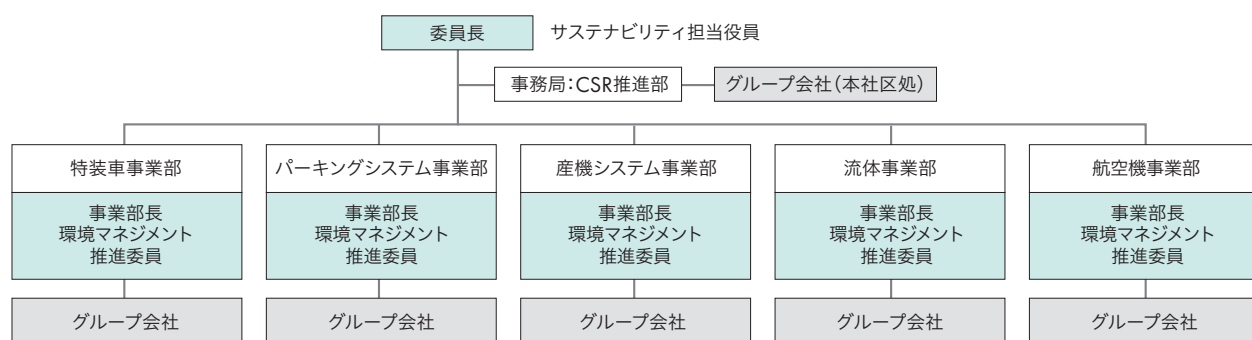 委員長 サステナビリティ担当役員
事務局：CSR推進部 グループ会社（本社区処）
特装車事業部
事業部長
環境マネジメント
推進委員
グループ会社
パーキングシステム事業部
事業部長
環境マネジメント
推進委員
グループ会社
産機システム事業部
事業部長
環境マネジメント
推進委員
グループ会社
流体事業部
事業部長
環境マネジメント
推進委員
グループ会社
航空機事業部
事業部長
環境マネジメント
推進委員
グループ会社